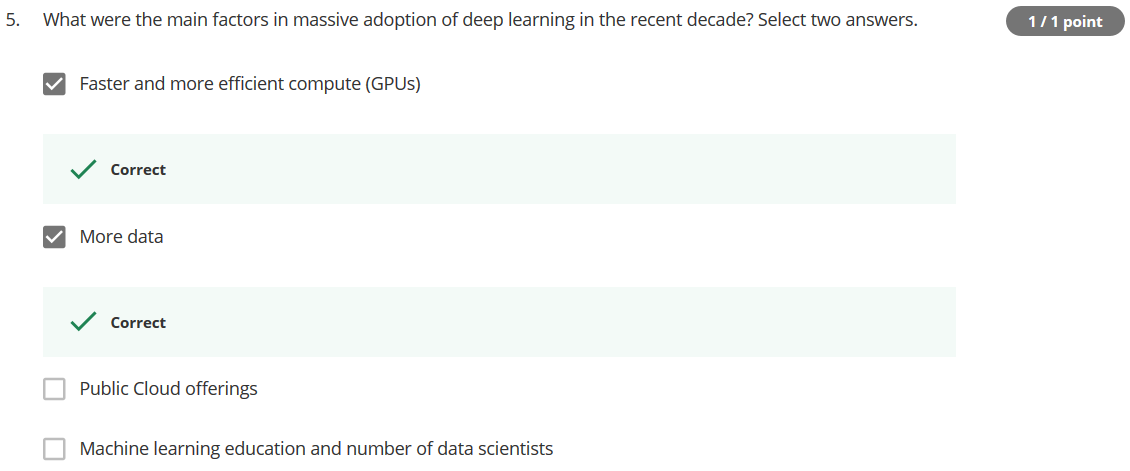 5. What were the main factors in massive adoption of deep learning in the recent decade? Select two answers.
1 / 1 point
Faster and more efficient compute (GPUs)
Correct
More data
Correct
Public Cloud offerings
Machine learning education and number of data scientists